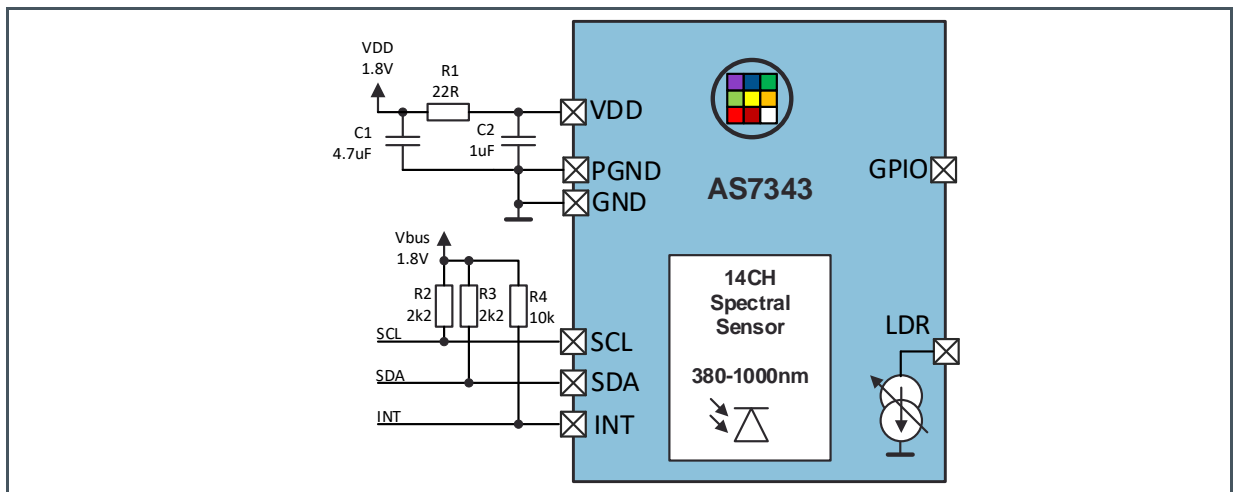 VDD
1.8V
R1
22R
C1
4.7uF
C2
1uF
VDD
PGND
GND
AS7343
GPIO
Vbus
1.8V
R2
2k2
R3
2k2
R4
10k
SCL
SDA
INT
SCL
SDA
INT
14CH
Spectral
Sensor
380-1000nm
LDR